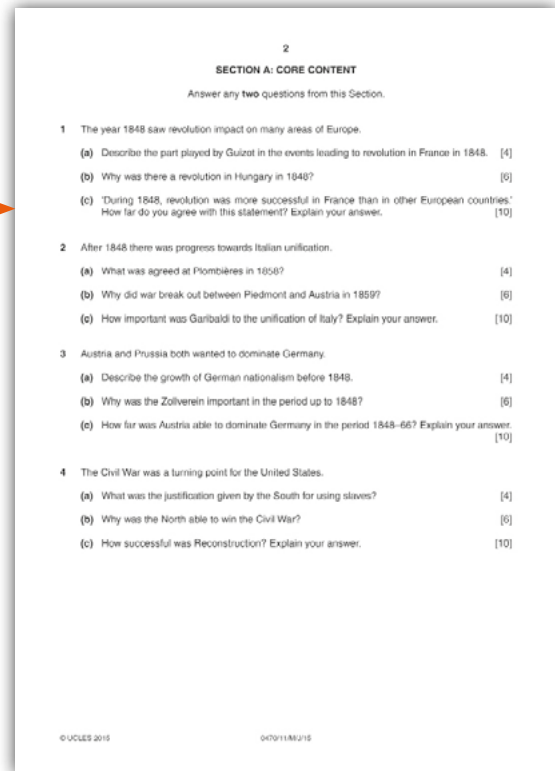 2
SECTION A: CORE CONTENT
Answer any two questions from this Section.
1 The year 1848 saw revolution impact on many areas of Europe.
(a) Describe the part played by Guizot in the events leading to revolution in France in 1848. [4]
(b) Why was there a revolution in Hungary in 1848? [6]
(c) 'During 1848, revolution was more successful in France than in other European countries.'
How far do you agree with this statement? Explain your answer. [10]
2 After 1848 there was progress towards Italian unification.
(a) What was agreed at Plombières in 1858? [4]
(b) Why did war break out between Piedmont and Austria in 1859? [6]
(c) How important was Garibaldi to the unification of Italy? Explain your answer. [10]
3 Austria and Prussia both wanted to dominate Germany.
(a) Describe the growth of German nationalism before 1848. [4]
(b) Why was the Zollverein important in the period up to 1848? [6]
(c) How far was Austria able to dominate Germany in the period 1848–66? Explain your answer.
[10]
4 The Civil War was a turning point for the United States.
(a) What was the justification given by the South for using slaves? [4]
(b) Why was the North able to win the Civil War? [6]
(c) How successful was Reconstruction? Explain your answer. [10]
© UCLES 2015 0470/11/M/J/15